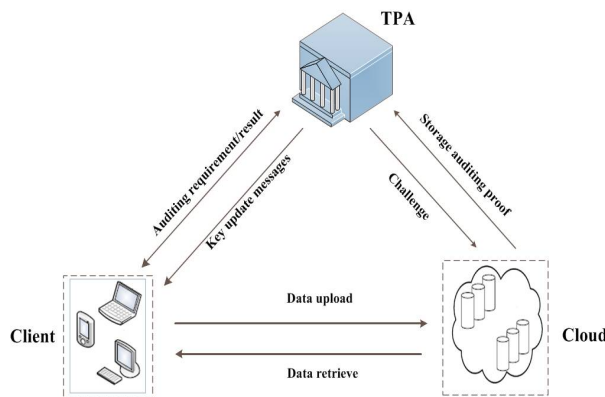 TPA
Auditing requirement/result
Key update messages
Challenge
Storage auditing proof
Client
Data upload
Cloud
Data retrieve